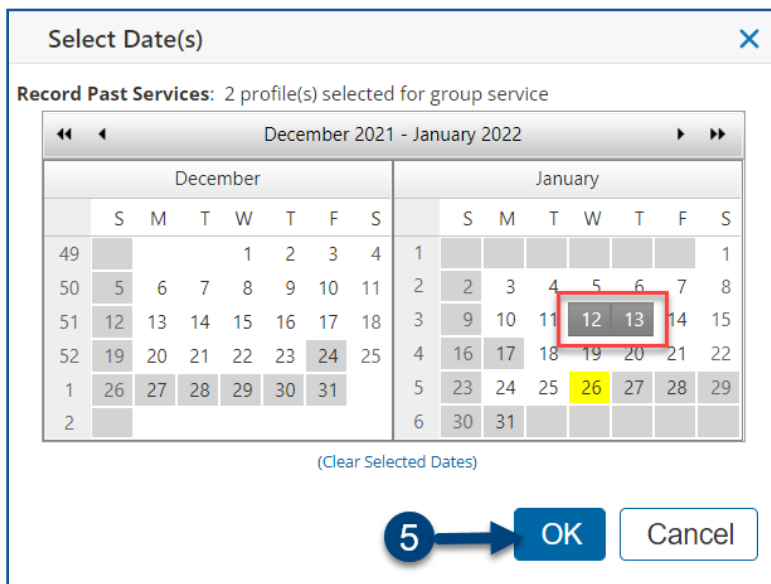 Select Date(s)
Record Past Services: 2 profile(s) selected for group service
December 2021 - January 2022
December
S M T W T F S
49 1 2 3 4
50 5 6 7 8 9 10 11
51 12 13 14 15 16 17 18
52 19 20 21 22 23 24 25
1 26 27 28 29 30 31
2
January
S M T W T F S
1 1
2 2 3 4 5 6 7 8
3 9 10 11 12 13 14 15
4 16 17 18 19 20 21 22
5 23 24 25 26 27 28 29
6 30 31
(Clear Selected Dates)
5 OK Cancel